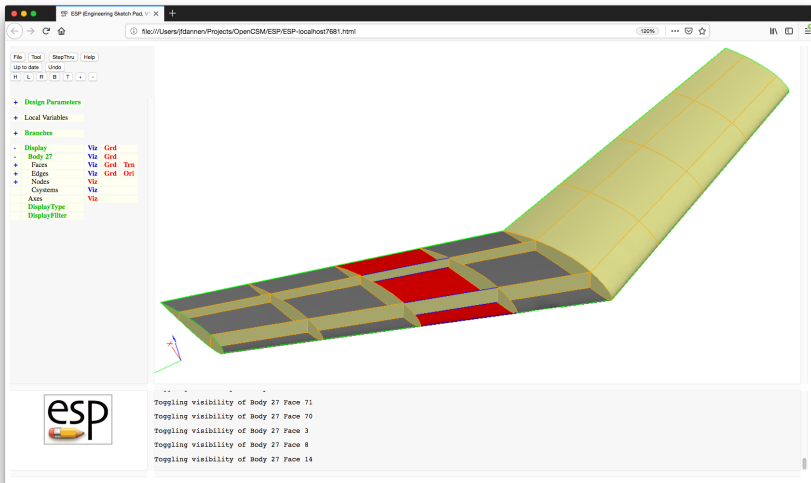 ESP (Engineering Sketch Pad, V
file:///Users/jfdannen/Projects/OpenCSM/ESP/ESP-localhost7681.html
120%
File Tool StepThru Help
Up to date Undo
H L R B T + -
+ Design Parameters
+ Local Variables
+ Branches
- Display Viz Grd
- Body 27 Viz Grd
+ Faces Viz Grd Trn
+ Edges Viz Grd Ori
+ Nodes Viz
Csystems Viz
Axes Viz
DisplayType
DisplayFilter
X
esp
Toggling visibility of Body 27 Face 71
Toggling visibility of Body 27 Face 70
Toggling visibility of Body 27 Face 3
Toggling visibility of Body 27 Face 8
Toggling visibility of Body 27 Face 14